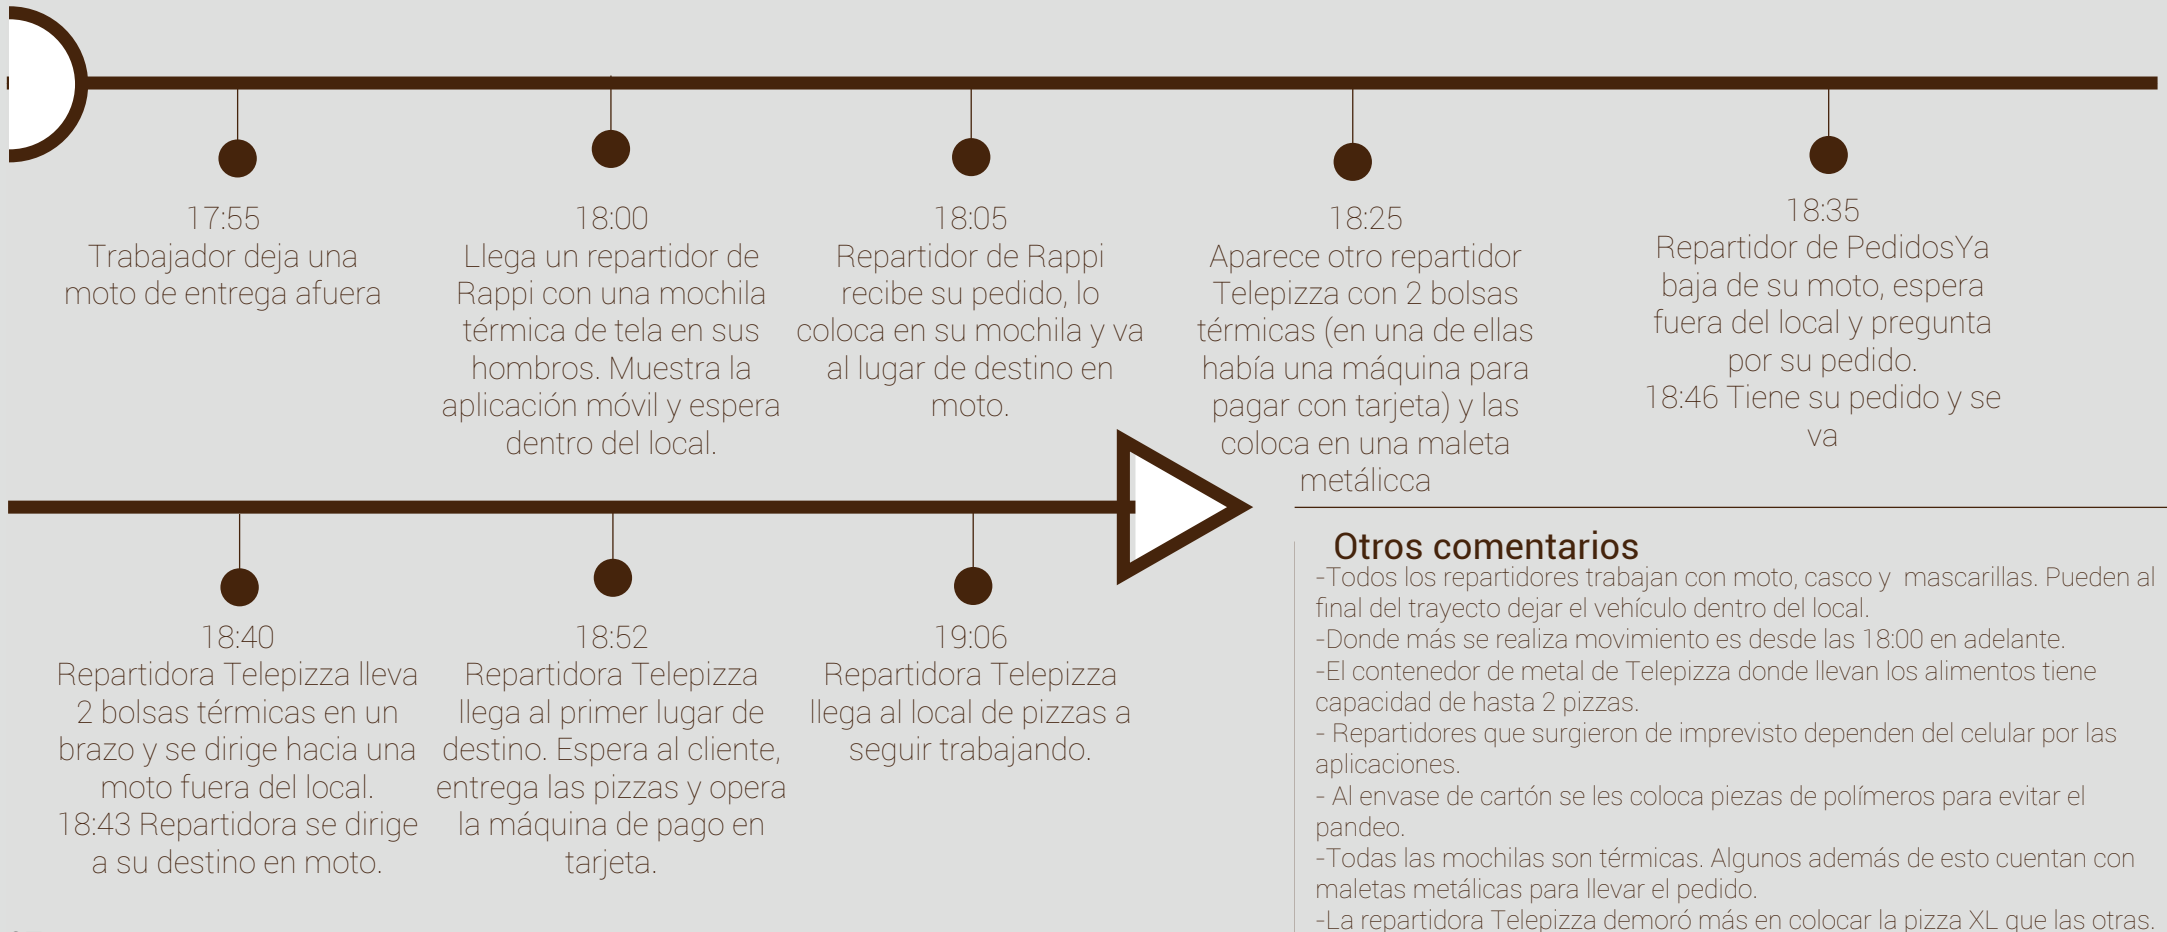 17:55
Trabajador deja una
moto de entrega afuera
18:00
Llega un repartidor de
Rappi con una mochila
térmica de tela en sus
hombros. Muestra la
aplicación móvil y espera
dentro del local.
18:05
Repartidor de Rappi
recibe su pedido, lo
coloca en su mochila y va
al lugar de destino en
moto.
18:25
Aparece otro repartidor
Telepizza con 2 bolsas
térmicas (en una de ellas
había una máquina para
pagar con tarjeta) y las
coloca en una maleta
metálicca
18:35
Repartidor de PedidosYa
baja de su moto, espera
fuera del local y pregunta
por su pedido.
18:46 Tiene su pedido y se
va
18:40
Repartidora Telepizza lleva
2 bolsas térmicas en un
brazo y se dirige hacia una
moto fuera del local.
18:43 Repartidora se dirige
a su destino en moto.
18:52
Repartidora Telepizza
llega al primer lugar de
destino. Espera al cliente,
entrega las pizzas y opera
la máquina de pago en
tarjeta.
19:06
Repartidora Telepizza
llega al local de pizzas a
seguir trabajando.
Otros comentarios
-Todos los repartidores trabajan con moto, casco y mascarillas. Pueden al
final del trayecto dejar el vehículo dentro del local.
-Donde más se realiza movimiento es desde las 18:00 en adelante.
-El contenedor de metal de Telepizza donde llevan los alimentos tiene
capacidad de hasta 2 pizzas.
- Repartidores que surgieron de imprevisto dependen del celular por las
aplicaciones.
- Al envase de cartón se les coloca piezas de polímeros para evitar el
pandeo.
-Todas las mochilas son térmicas. Algunos además de esto cuentan con
maletas metálicas para llevar el pedido.
-La repartidora Telepizza demoró más en colocar la pizza XL que las otras.